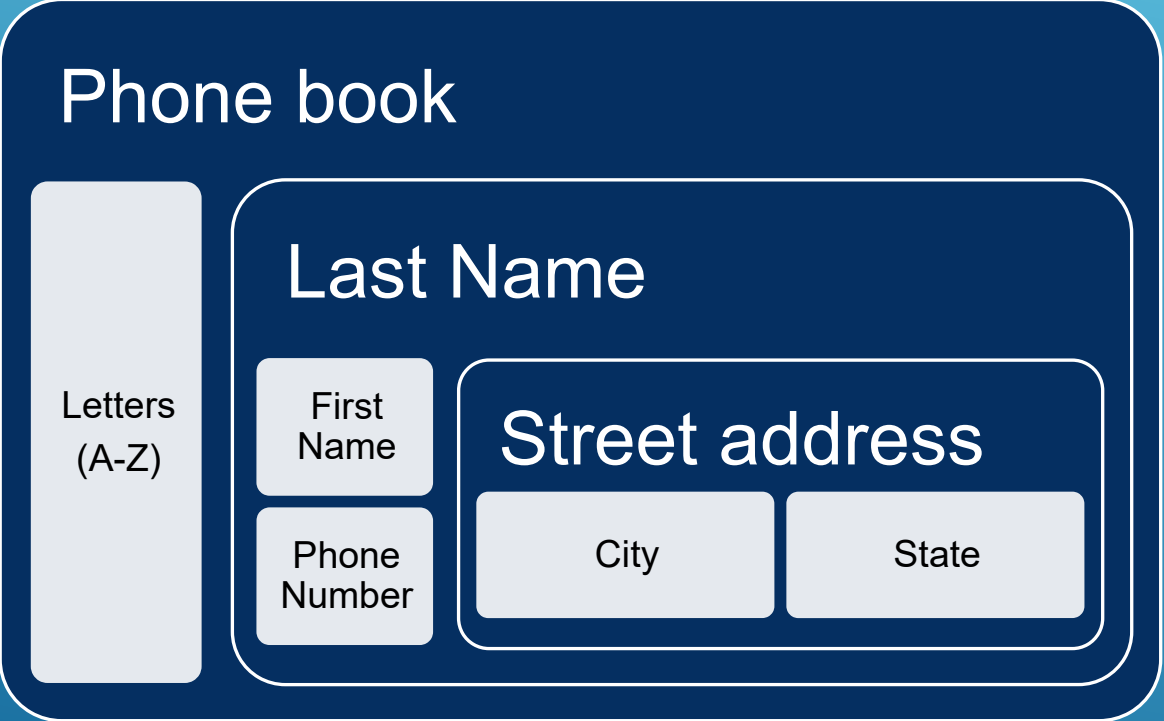 Phone book
Letters
(A-Z)
Last Name
First
Name
Phone
Number
Street address
City
State